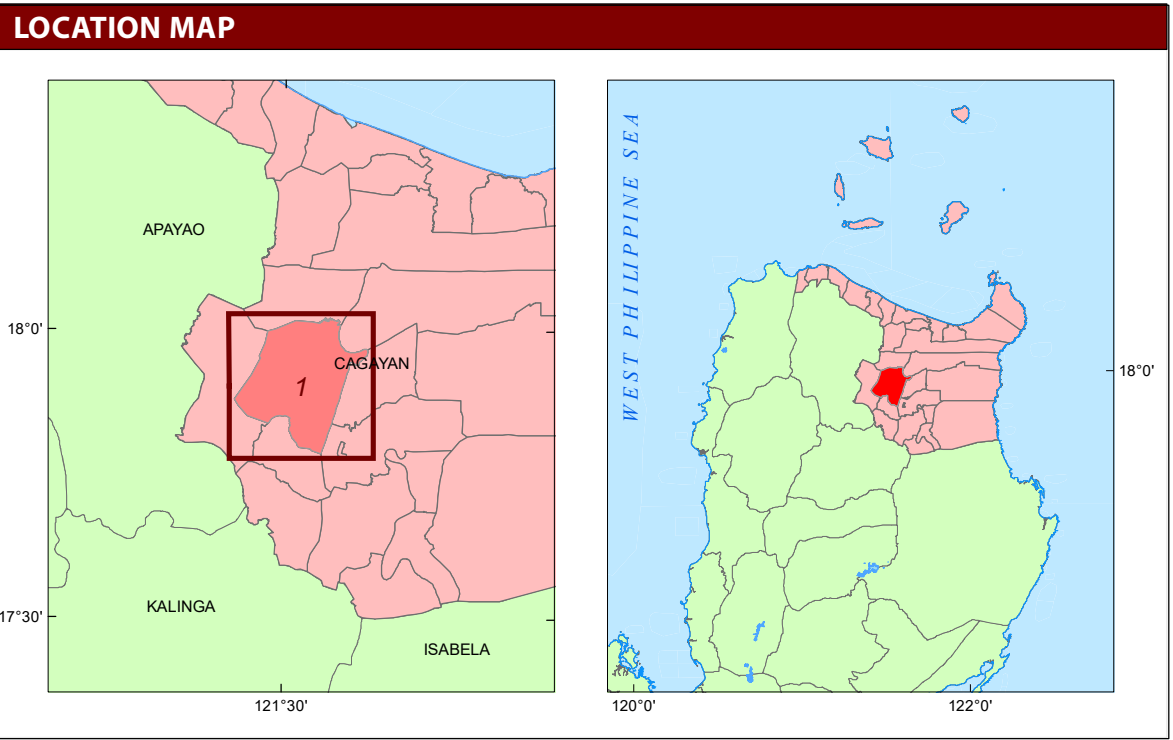 LOCATION MAP
APAYAO
18°0'
CAGAYAN
1
KALINGA
17°30'
ISABELA
121°30'
WEST PHILIPPINE SEA
18°0'
120°0'
122°0'